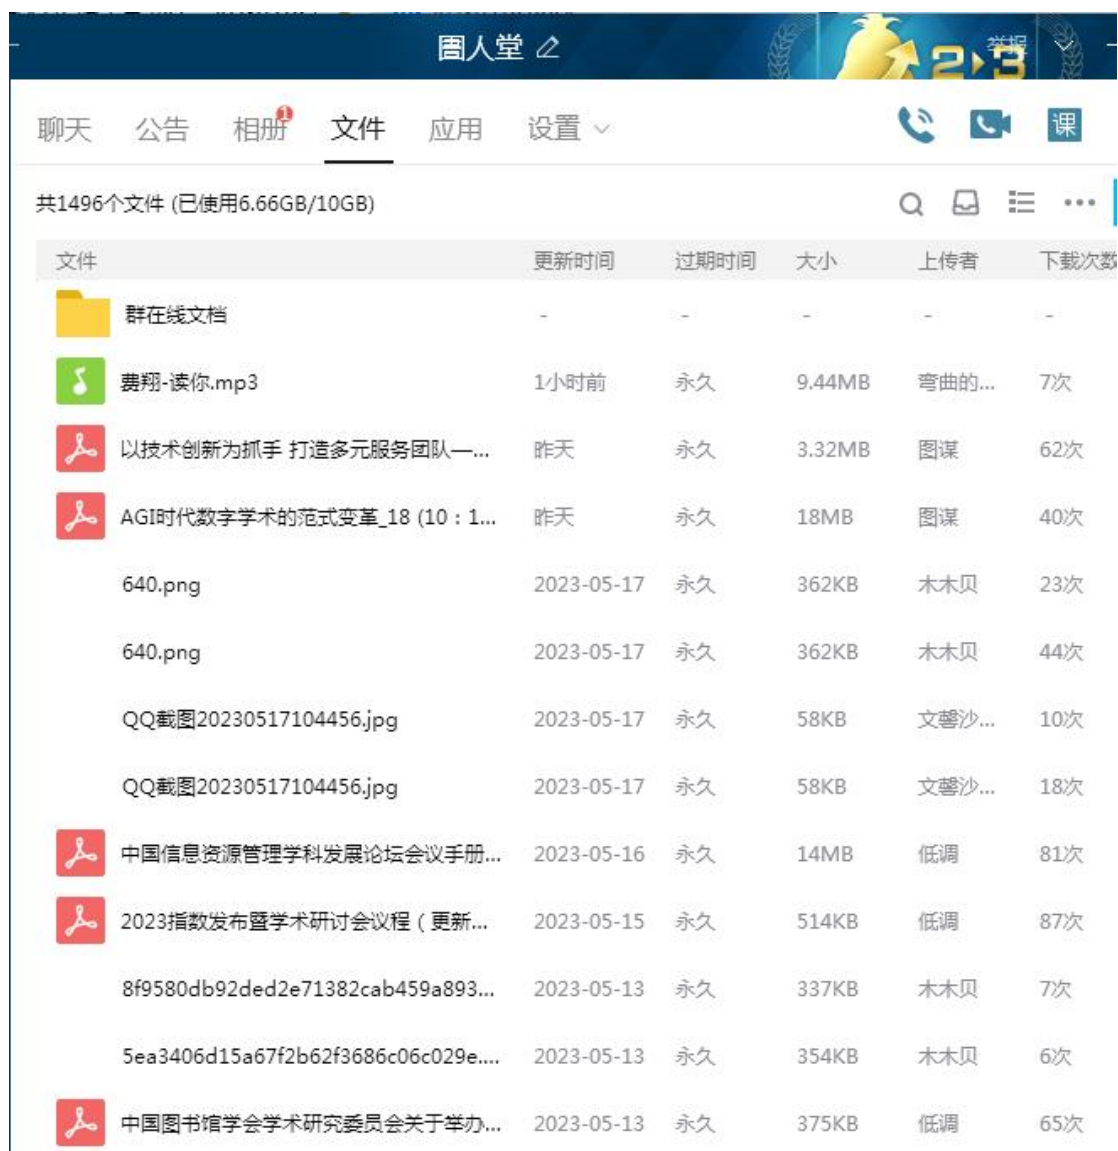 圕人堂
2 3 举报
聊天 公告 相册 1 文件 应用 设置 课
共1496个文件 (已使用6.66GB/10GB)
文件 更新时间 过期时间 大小 上传者 下载次数
群在线文档 - - - - -
费翔-读你.mp3 1小时前 永久 9.44MB 弯曲的... 7次
以技术创新为抓手 打造多元服务团队—... 昨天 永久 3.32MB 图谋 62次
AGI时代数字学术的范式变革_18 (10：1... 昨天 永久 18MB 图谋 40次
640.png 2023-05-17 永久 362KB 木木贝 23次
640.png 2023-05-17 永久 362KB 木木贝 44次
QQ截图20230517104456.jpg 2023-05-17 永久 58KB 文馨沙... 10次
QQ截图20230517104456.jpg 2023-05-17 永久 58KB 文馨沙... 18次
中国信息资源管理学科发展论坛会议手册... 2023-05-16 永久 14MB 低调 81次
2023指数发布暨学术研讨会议程（更新... 2023-05-15 永久 514KB 低调 87次
8f9580db92ded2e71382cab459a893... 2023-05-13 永久 337KB 木木贝 7次
5ea3406d15a67f2b62f3686c06c029e.... 2023-05-13 永久 354KB 木木贝 6次
中国图书馆学会学术研究委员会关于举办... 2023-05-13 永久 375KB 低调 65次